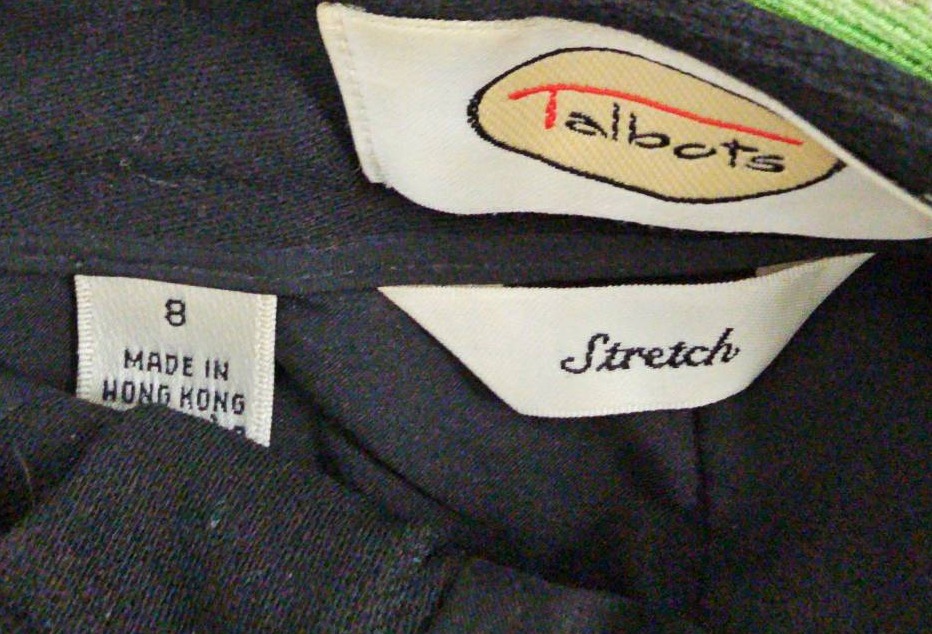 Talbots
8
MADE IN
HONG KONG
Stretch